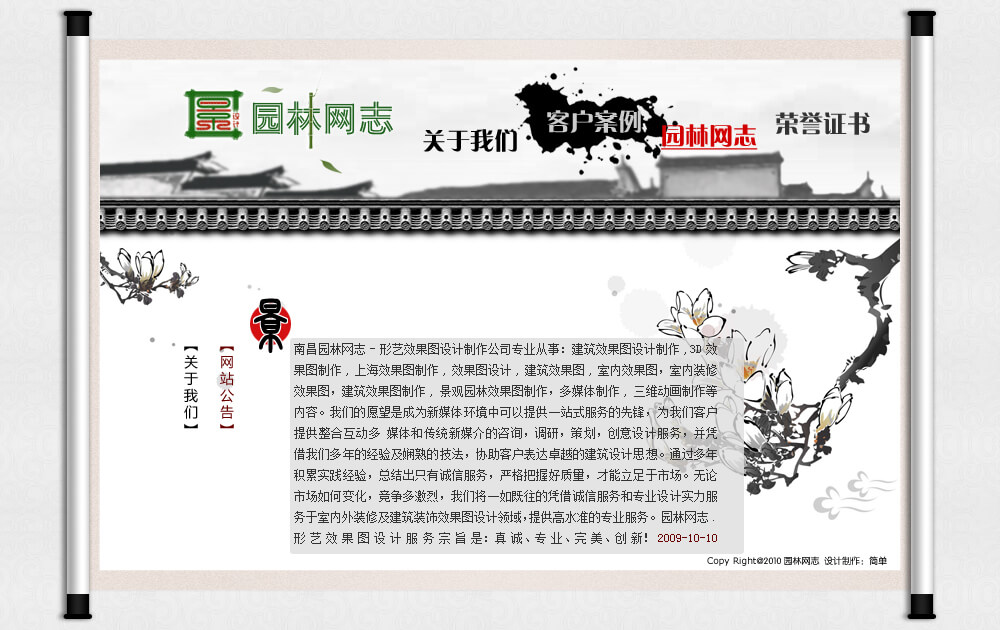 景
设计
园林网志
关于我们
客户案例
园林网志
荣誉证书
景
【关于我们】
【网站公告】
南昌园林网志 - 形艺效果图设计制作公司专业从事：建筑效果图设计制作 , 3D 效
果图制作 , 上海效果图制作 , 效果图设计 , 建筑效果图 , 室内效果图，室内装修
效果图，建筑效果图制作 , 景观园林效果图制作，多媒体制作 , 三维动画制作等
内容。我们的愿望是成为新媒体环境中可以提供一站式服务的先锋，为我们客户
提供整合互动多 媒体和传统新媒介的咨询，调研，策划，创意设计服务，并凭
借我们多年的经验及娴熟的技法，协助客户表达卓越的建筑设计思想。通过多年
积累实践经验，总结出只有诚信服务，严格把握好质量，才能立足于市场。无论
市场如何变化，竞争多激烈，我们将一如既往的凭借诚信服务和专业设计实力服
务于室内外装修及建筑装饰效果图设计领域,提供高水准的专业服务。园林网志 .
形艺效果图设计服务宗旨是：真诚、专业、完美、创新！2009-10-10
Copy Right@2010 园林网志 设计制作：简单